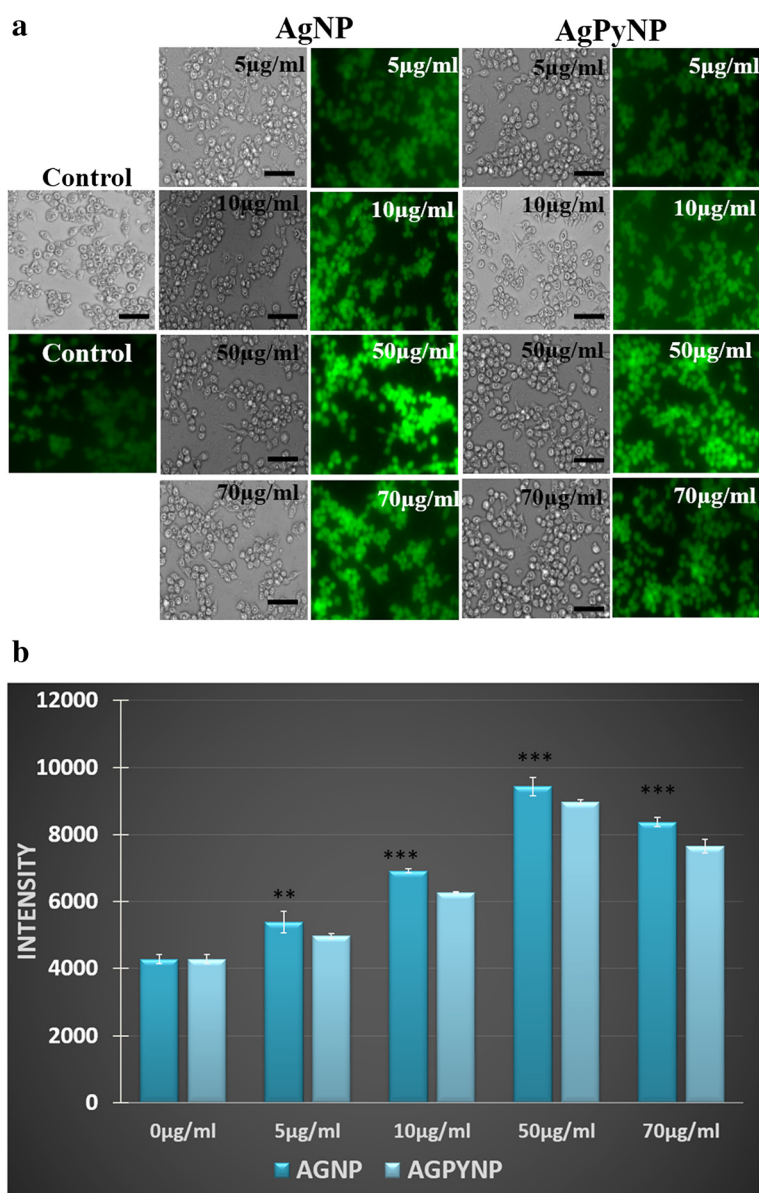 a
AgNP AgPyNP
5µg/ml 5µg/ml 5µg/ml 5µg/ml
Control
10µg/ml 10µg/ml 10µg/ml 10µg/ml
Control 50µg/ml 50µg/ml 50µg/ml 50µg/ml
70µg/ml 70µg/ml 70µg/ml 70µg/ml
b
12000
***
10000
***
8000
***
6000
**
4000
2000
0
INTENSITY
0µg/ml 5µg/ml 10µg/ml 50µg/ml 70µg/ml
AGNP AGPYNP